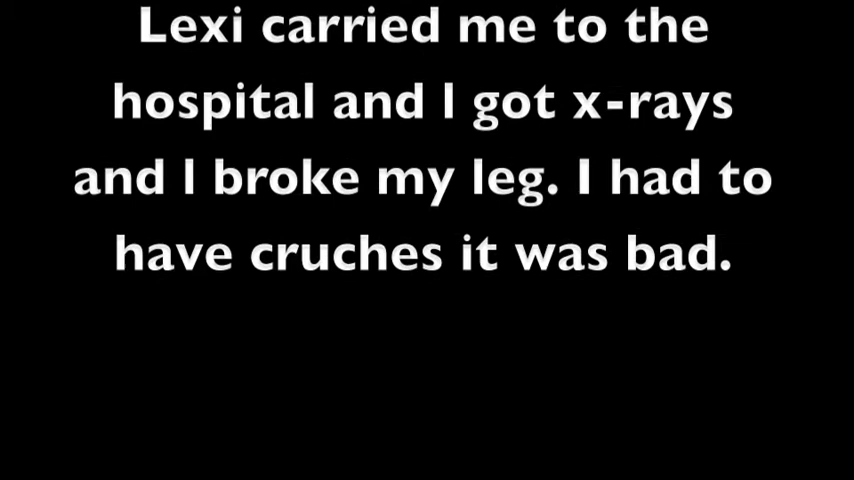 Lexi carried me to the
hospital and I got x-rays
and I broke my leg. I had to
have cruches it was bad.